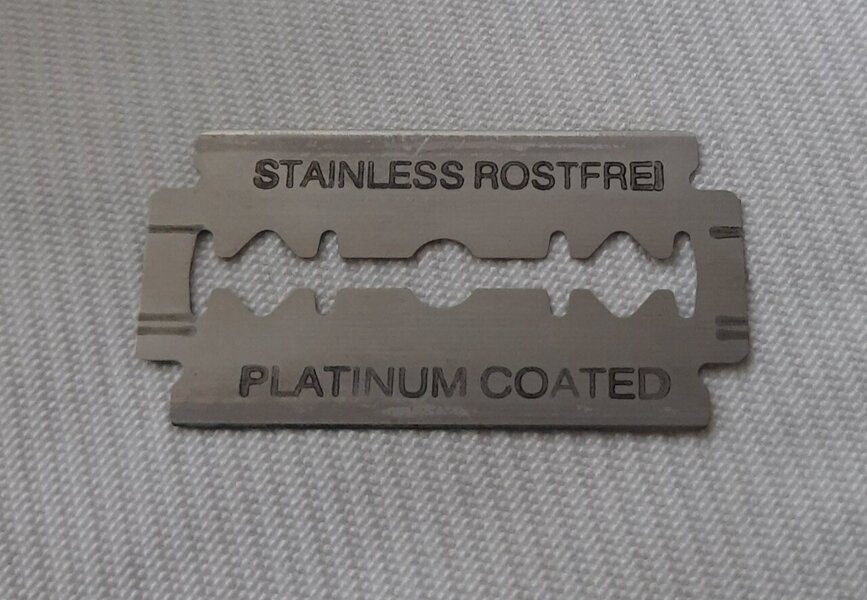 STAINLESS ROSTFREI
PLATINUM COATED